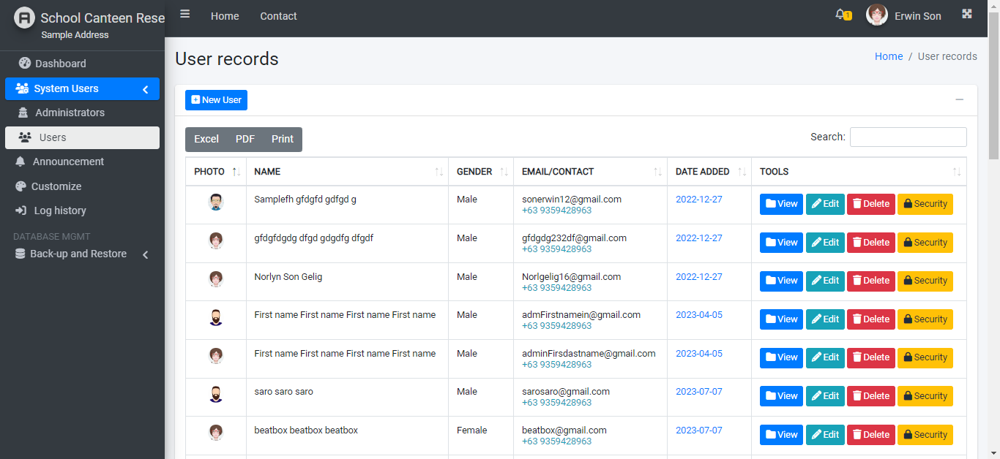 School Canteen Rese
Sample Address
Home Contact
1 Erwin Son
Dashboard
System Users
Administrators
Users
Announcement
Customize
Log history
DATABASE MGMT
Back-up and Restore
User records
Home / User records
New User
Excel PDF Print
Search:
PHOTO NAME GENDER EMAIL/CONTACT DATE ADDED TOOLS
Samplefh gfdgfd gdfgd g Male sonerwin12@gmail.com 2022-12-27 View Edit Delete Security
+63 9359428963
gfdgfdgdg dfgd gdgdfg dfgdf Male gfdgdg232df@gmail.com 2022-12-27 View Edit Delete Security
+63 9359428963
Norlyn Son Gelig Male Norlgelig16@gmail.com 2022-12-27 View Edit Delete Security
+63 9359428963
First name First name First name First name Male admFirstnamein@gmail.com 2023-04-05 View Edit Delete Security
+63 9359428963
First name First name First name First name Male adminFirsdastname@gmail.com 2023-04-05 View Edit Delete Security
+63 9359428963
saro saro saro Male sarosaro@gmail.com 2023-07-07 View Edit Delete Security
+63 9359428963
beatbox beatbox beatbox Female beatbox@gmail.com 2023-07-07 View Edit Delete Security
+63 9359428963